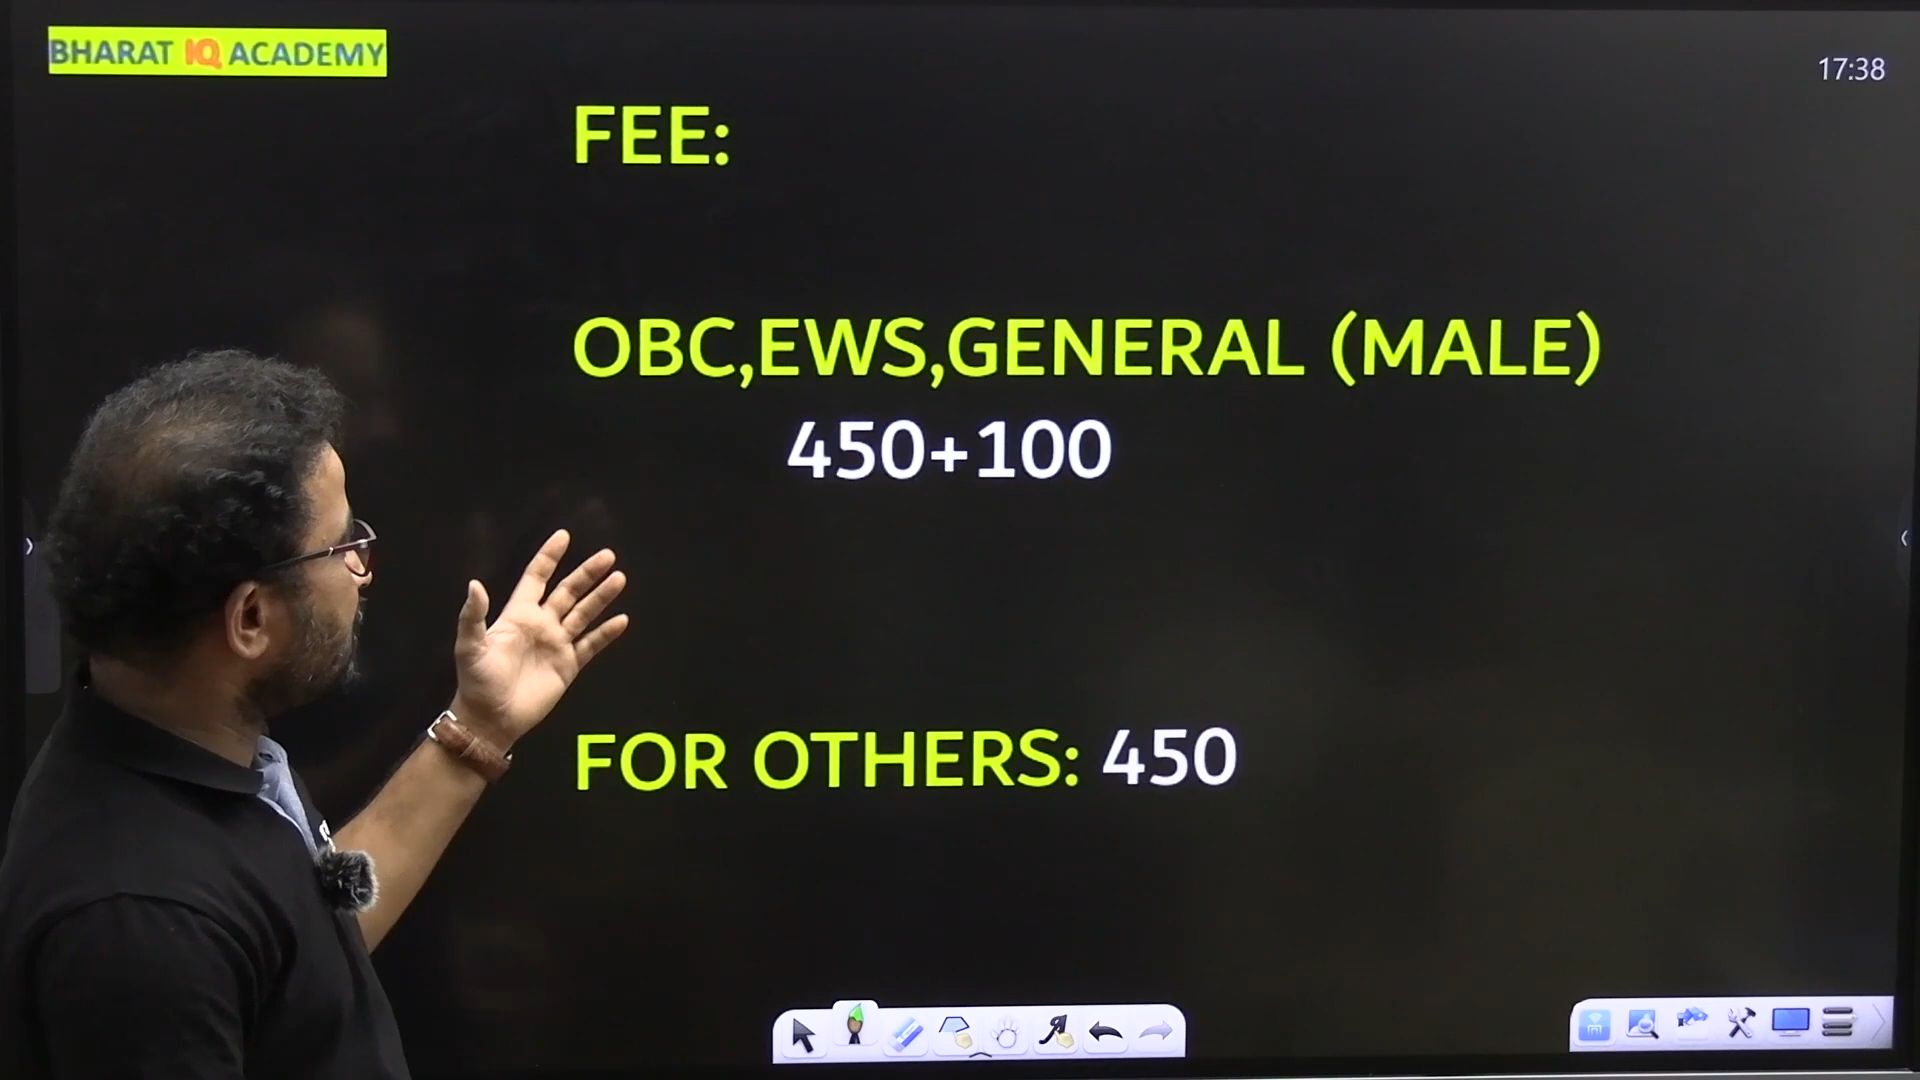 BHARAT IQ ACADEMY
17:38
FEE:
OBC,EWS,GENERAL (MALE)
450+100
FOR OTHERS: 450